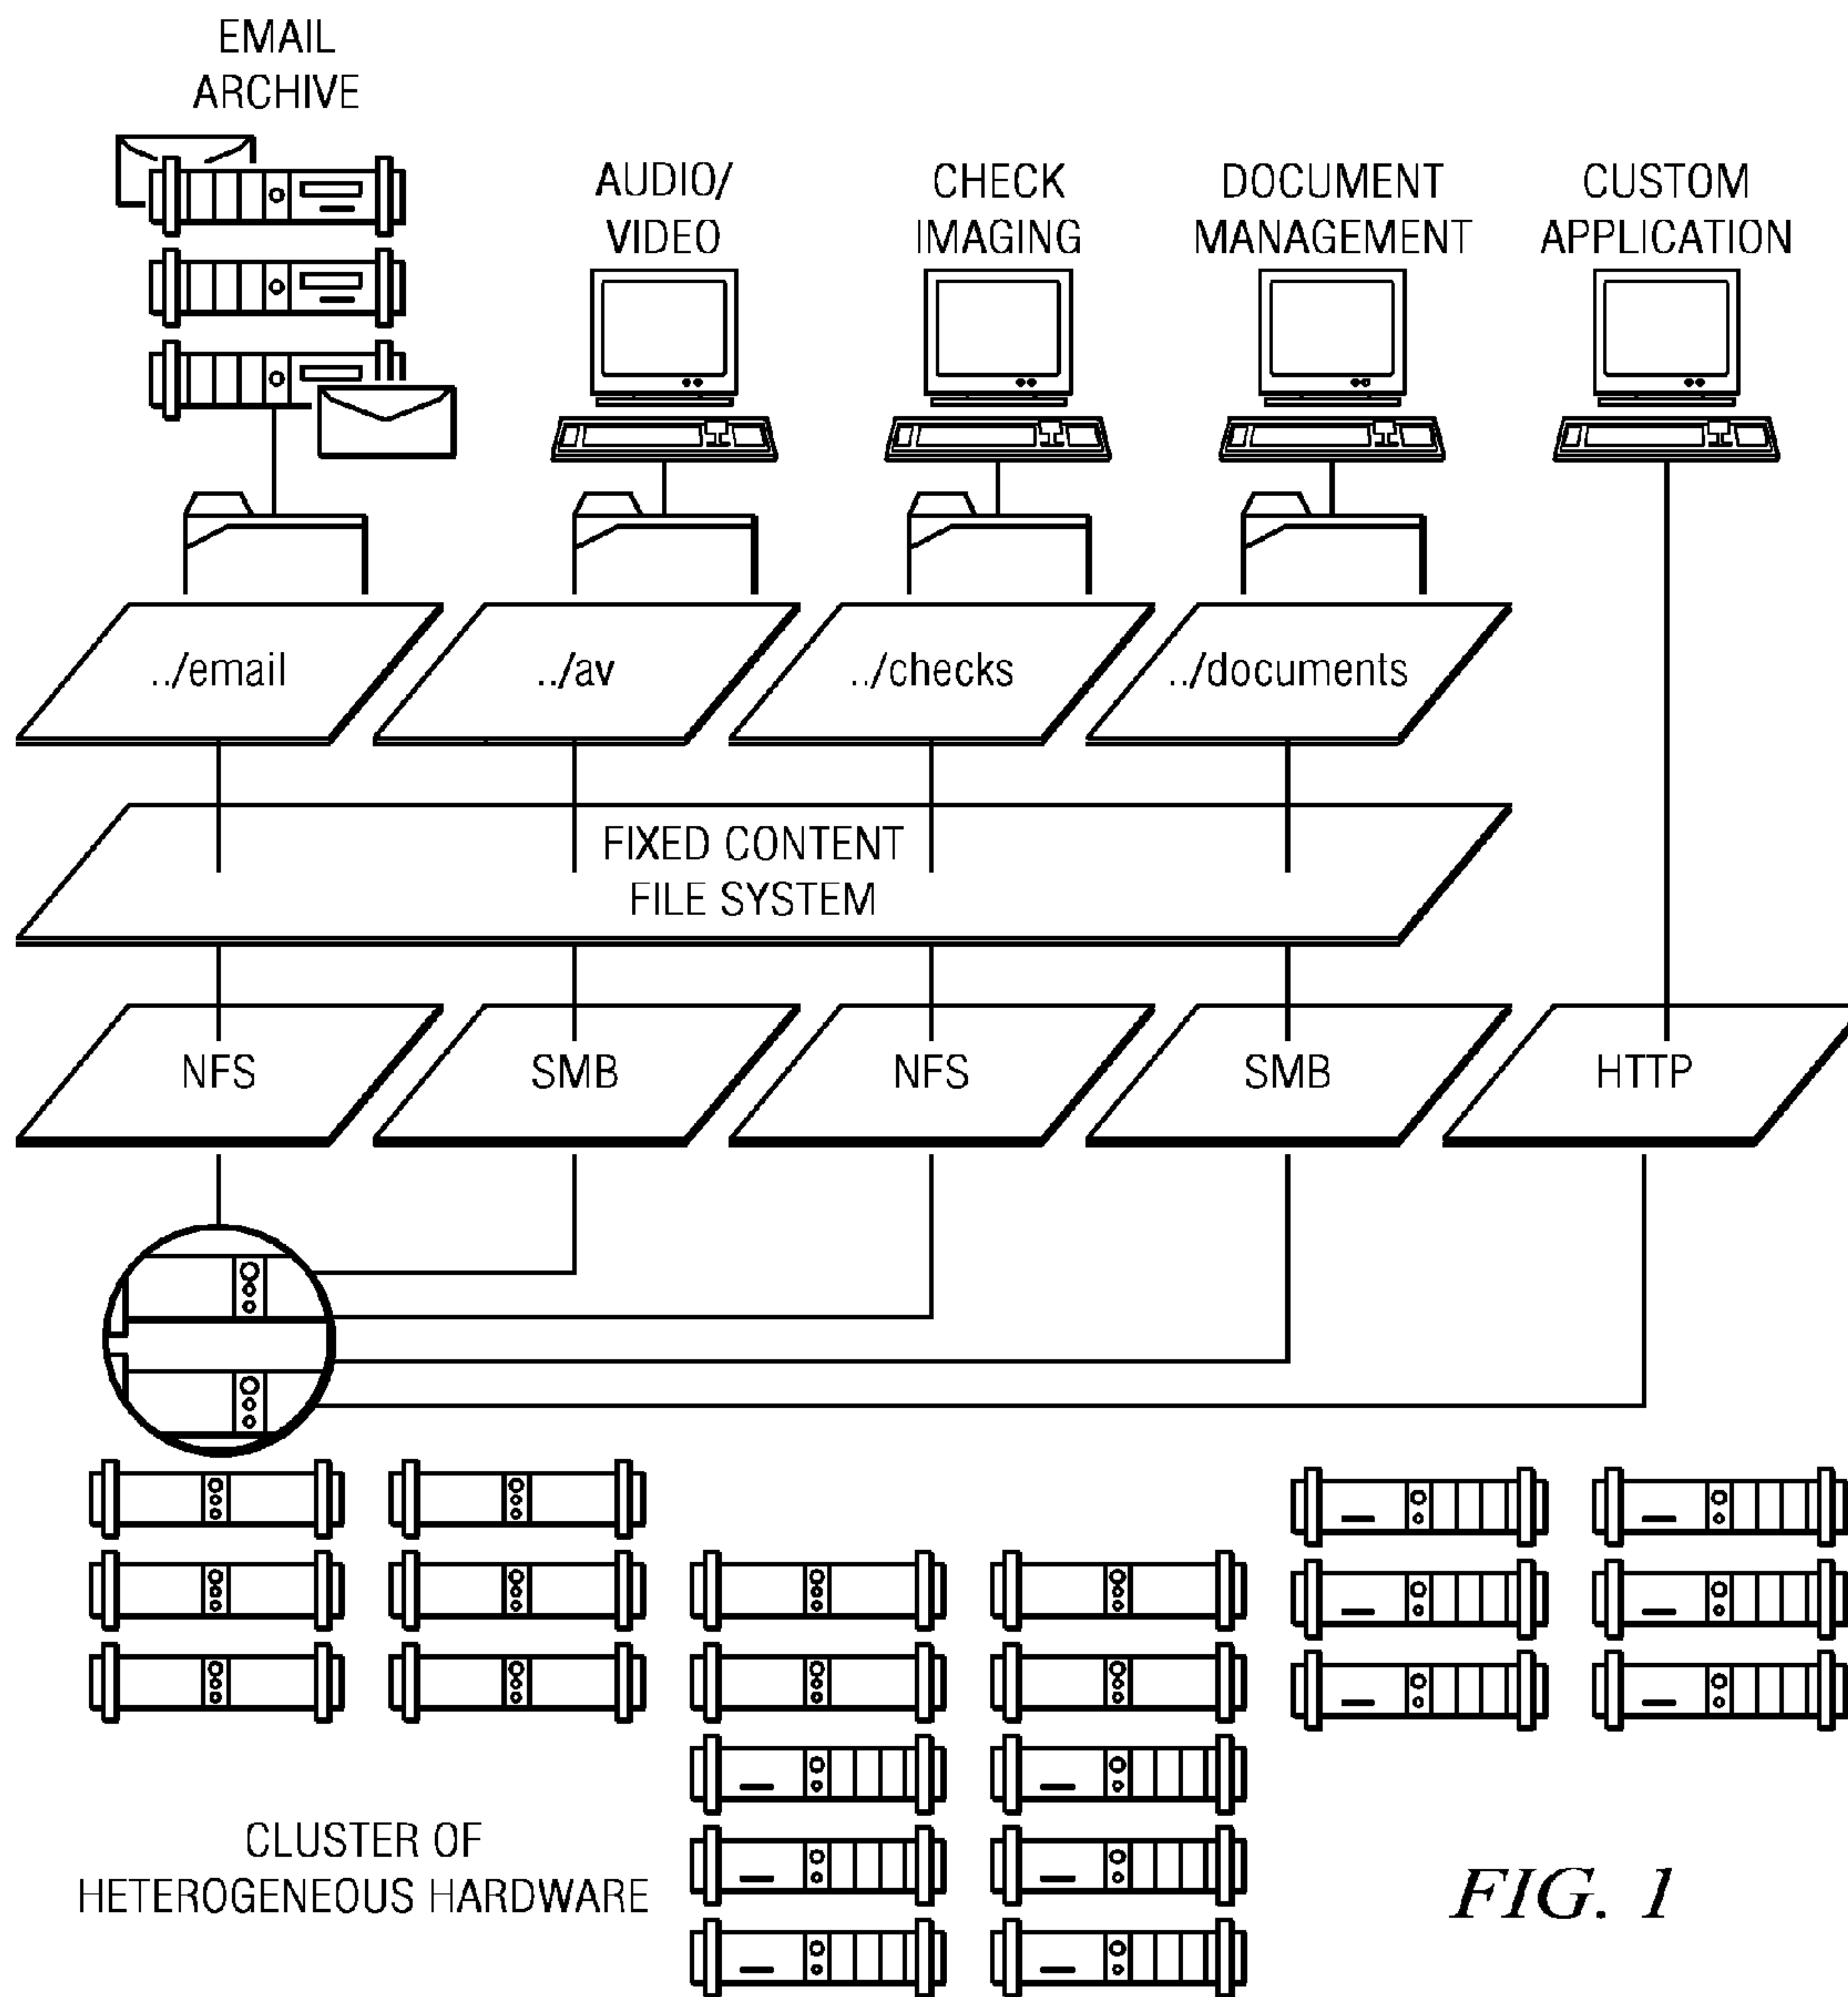 EMAIL
ARCHIVE
AUDIO/
VIDEO
CHECK
IMAGING
DOCUMENT
MANAGEMENT
CUSTOM
APPLICATION
../email
../av
../checks
../documents
FIXED CONTENT
FILE SYSTEM
NFS
SMB
NFS
SMB
HTTP
CLUSTER OF
HETEROGENEOUS HARDWARE
FIG. 1